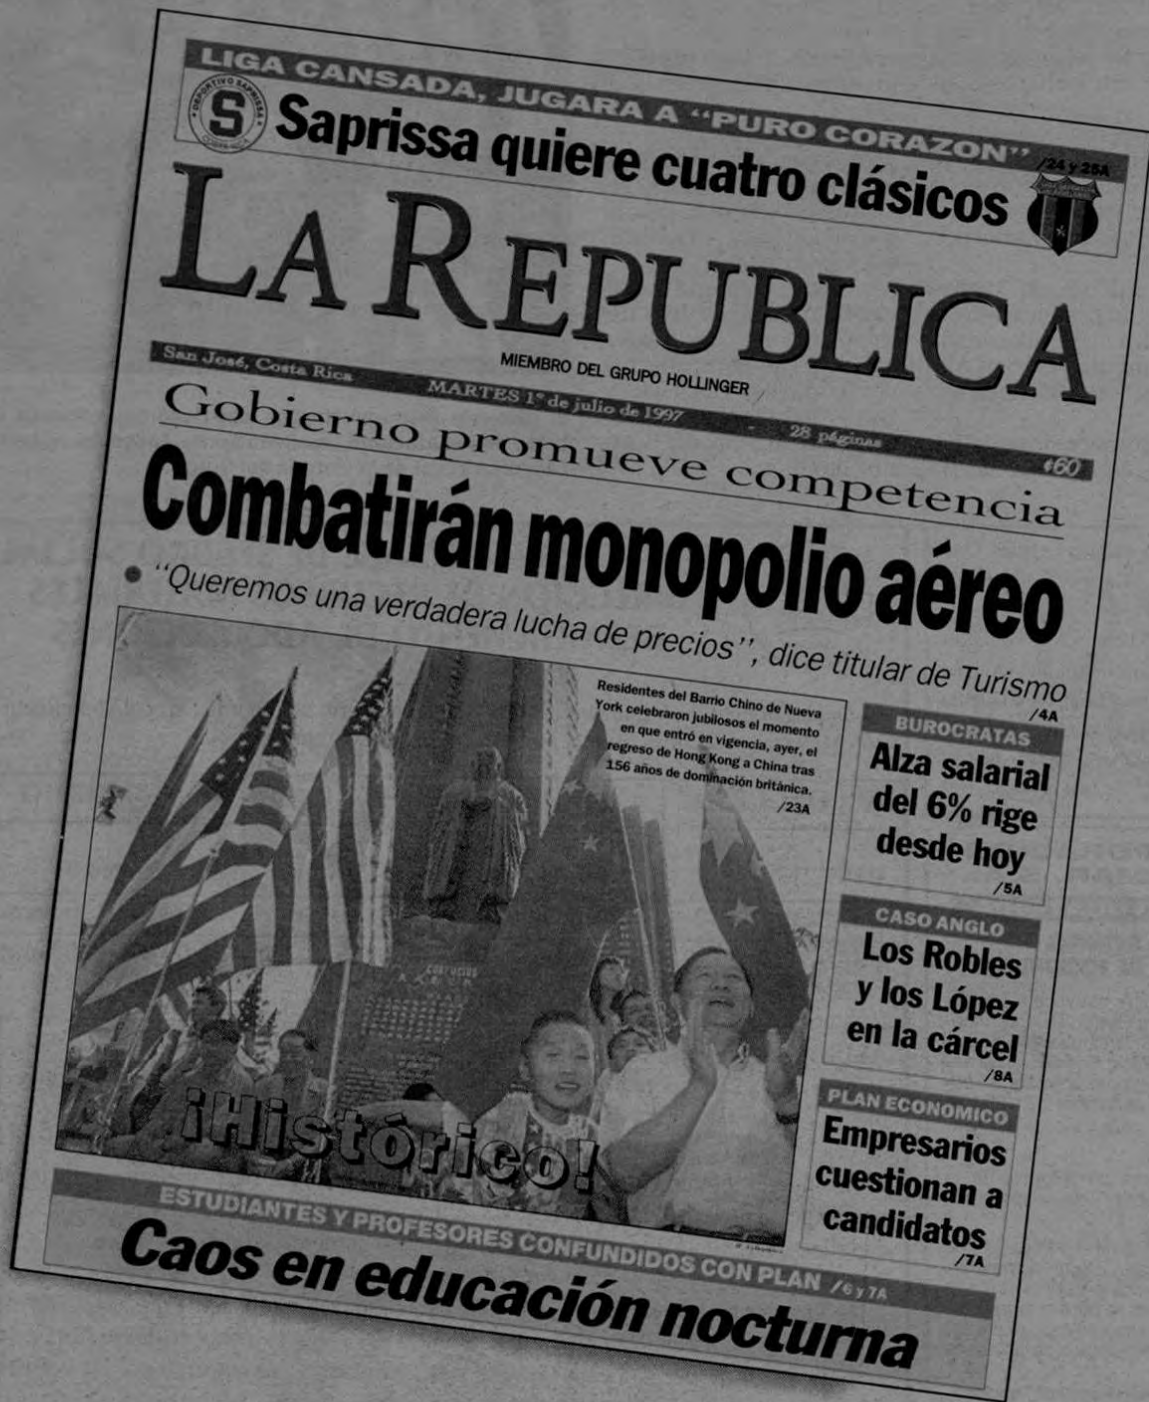 LIGA CANSADA, JUGARA A "PURO CORAZON"
/24 y 25A
DEPORTIVO SAPRISSA
S
COSTA RICA
Saprissa quiere cuatro clásicos
LA REPUBLICA
MIEMBRO DEL GRUPO HOLLINGER
San José, Costa Rica MARTES 1º de julio de 1997 - 28 páginas ¢60
Gobierno promueve competencia
Combatirán monopolio aéreo
• "Queremos una verdadera lucha de precios", dice titular de Turismo
/4A
Residentes del Barrio Chino de Nueva
York celebraron jubilosos el momento
en que entró en vigencia, ayer, el
regreso de Hong Kong a China tras
156 años de dominación británica.
/23A
CONFUCIUS
¡Histórico!
BUROCRATAS
Alza salarial
del 6% rige
desde hoy
/5A
CASO ANGLO
Los Robles
y los López
en la cárcel
/8A
PLAN ECONOMICO
Empresarios
cuestionan a
candidatos
/7A
ESTUDIANTES Y PROFESORES CONFUNDIDOS CON PLAN /6 y 7A
Caos en educación nocturna